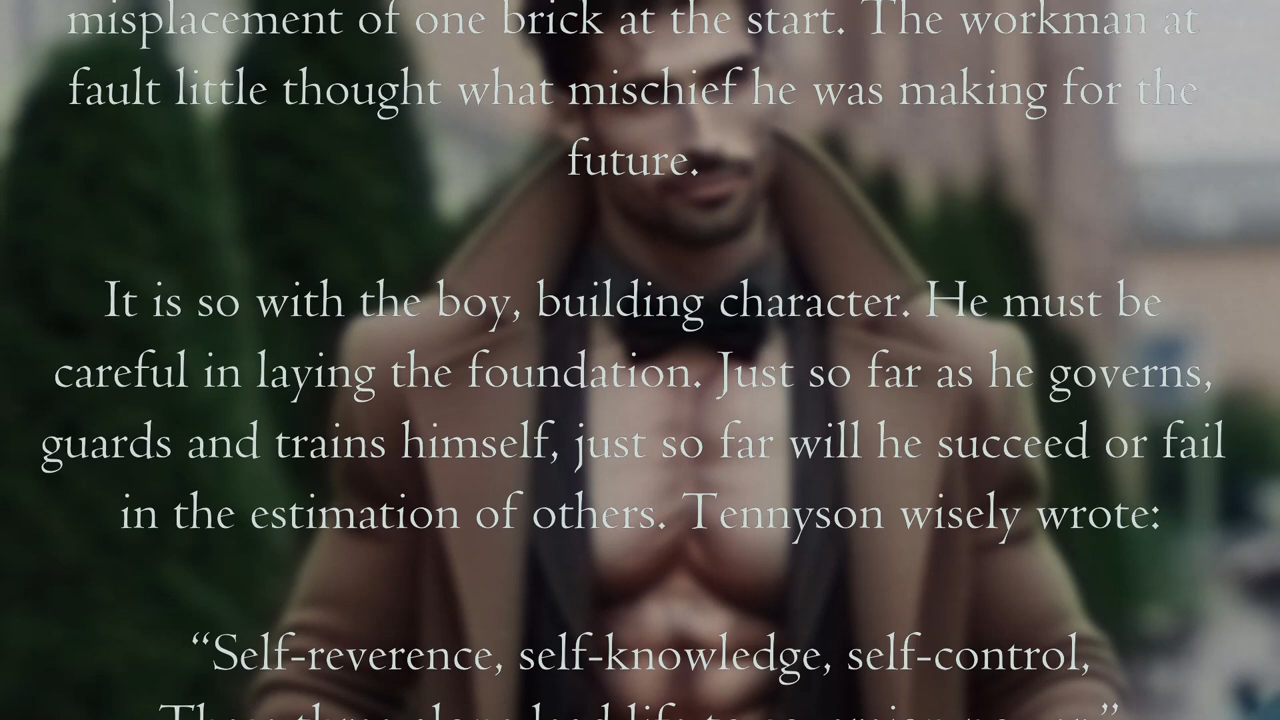 misplacement of one brick at the start. The workman at
fault little thought what mischief he was making for the
future.
It is so with the boy, building character. He must be
careful in laying the foundation. Just so far as he governs,
guards and trains himself, just so far will he succeed or fail
in the estimation of others. Tennyson wisely wrote:
“Self-reverence, self-knowledge, self-control,